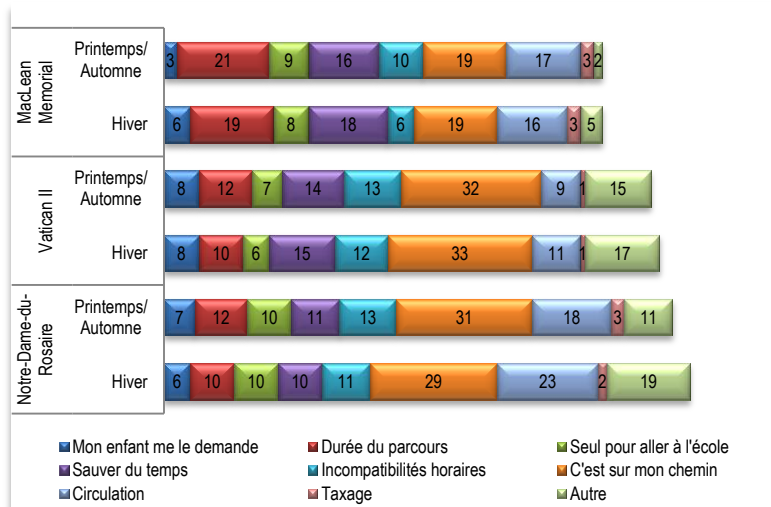 MacLean
Memorial
Printemps/
Automne
3 21 9 16 10 19 17 3 2
Hiver
6 19 8 18 6 19 16 3 5
Vatican II
Printemps/
Automne
8 12 7 14 13 32 9 1 15
Hiver
8 10 6 15 12 33 11 1 17
Notre-Dame-du-
Rosaire
Printemps/
Automne
7 12 10 11 13 31 18 3 11
Hiver
6 10 10 10 11 29 23 2 19
Mon enfant me le demande Durée du parcours Seul pour aller à l'école
Sauver du temps Incompatibilités horaires C'est sur mon chemin
Circulation Taxage Autre